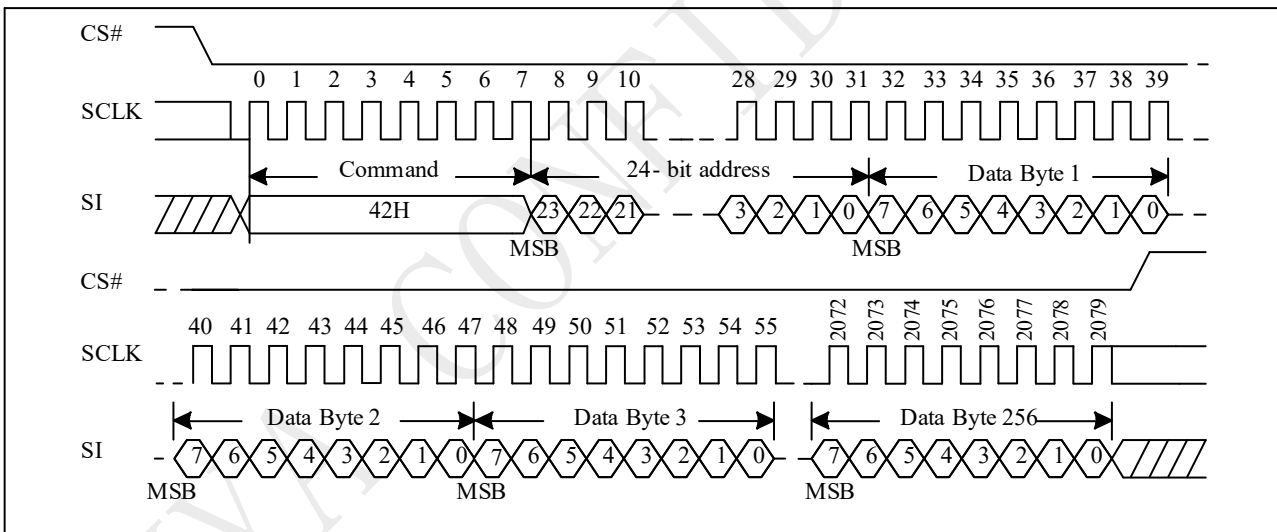 CS#
0 1 2 3 4 5 6 7 8 9 10 28 29 30 31 32 33 34 35 36 37 38 39
SCLK
Command 24- bit address Data Byte 1
SI 42H 23 22 21 3 2 1 0 7 6 5 4 3 2 1 0
MSB MSB
CS#
40 41 42 43 44 45 46 47 48 49 50 51 52 53 54 55 2072 2073 2074 2075 2076 2077 2078 2079
SCLK
Data Byte 2 Data Byte 3 Data Byte 256
SI 7 6 5 4 3 2 1 0 7 6 5 4 3 2 1 0 7 6 5 4 3 2 1 0
MSB MSB MSB